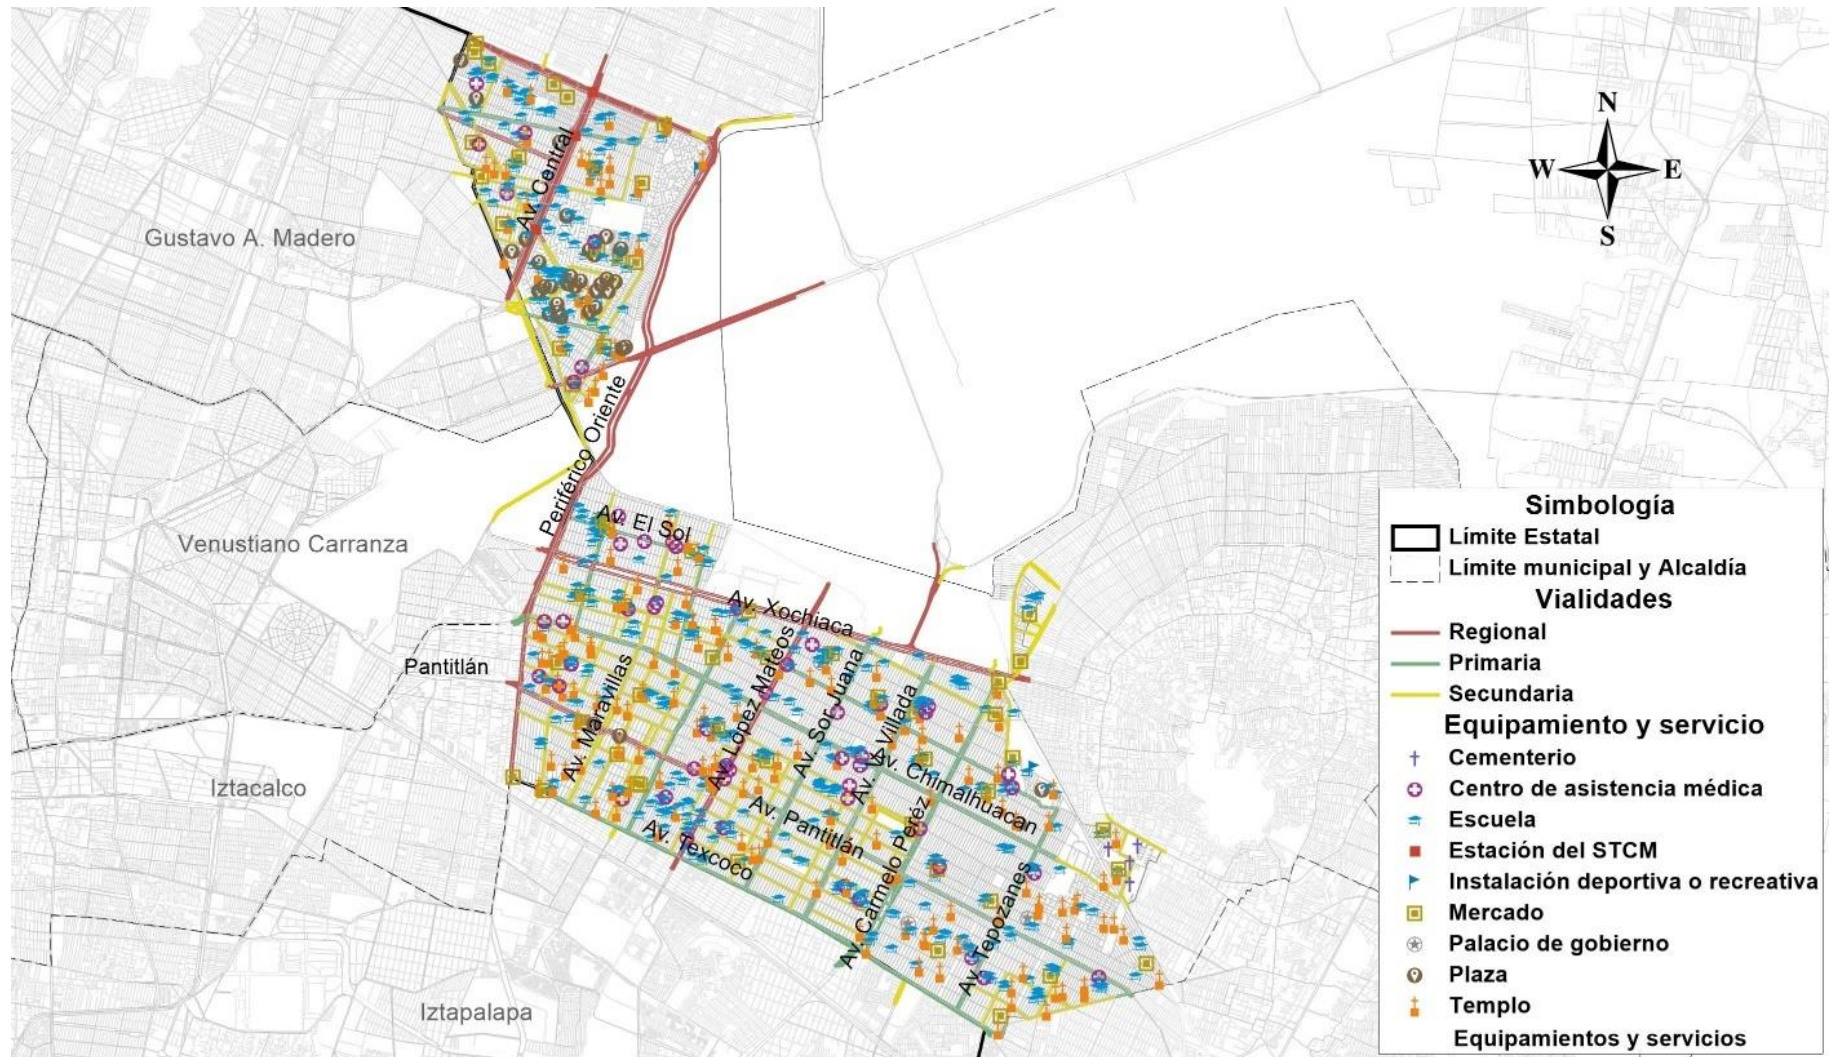 N
W E
S
Av. Central
Gustavo A. Madero
Periférico Oriente
Venustiano Carranza
Av. El Sol
Av. Xochiaca
Pantitlán
Av. Maravillas
Av. Lopez Mateos
Av. Sor Juana
Av. V. Villada
Av. Chimalhuacan
Iztacalco
Av. Pantitlán
Av. Texcoco
Av. Carmelo Peréz
Av. Tepozanes
Iztapalapa
Simbología
Límite Estatal
Límite municipal y Alcaldía
Vialidades
Regional
Primaria
Secundaria
Equipamiento y servicio
Cementerio
Centro de asistencia médica
Escuela
Estación del STCM
Instalación deportiva o recreativa
Mercado
Palacio de gobierno
Plaza
Templo
Equipamientos y servicios